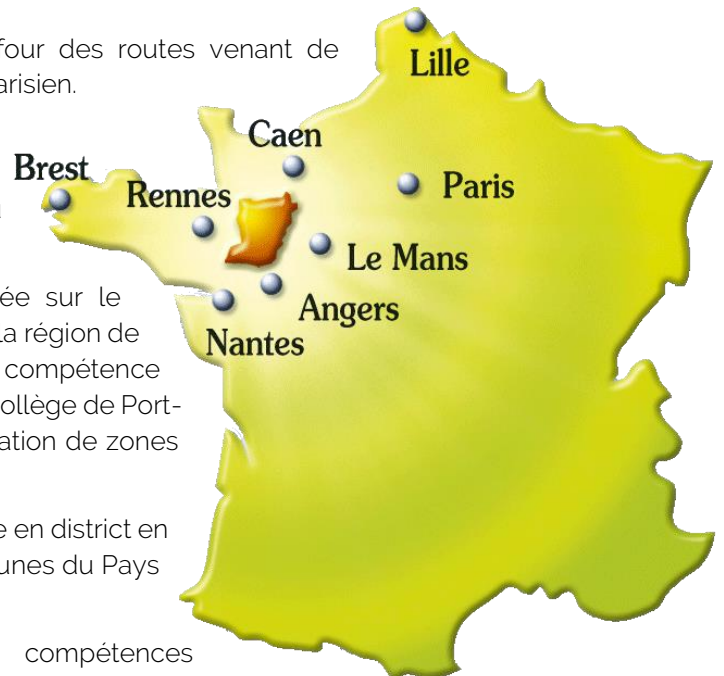 four des routes venant de
arisien.
ée sur le
la région de
compétence
ollège de Port-
ation de zones
e en district en
unes du Pays
compétences
Lille
Caen
Brest
Rennes
Paris
Le Mans
Angers
Nantes